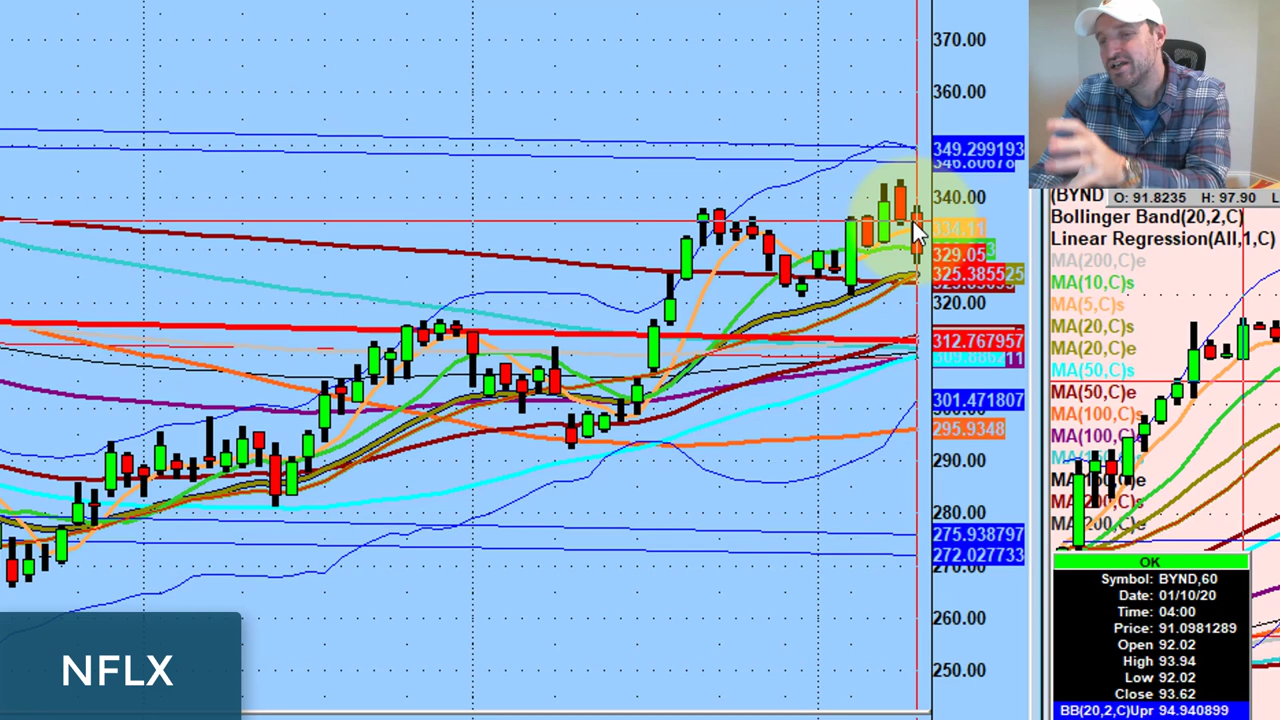 370.00
360.00
349.299193
340.00
329.05
325.385525
320.00
312.767957
301.471807
295.9348
290.00
280.00
275.938797
272.027733
260.00
250.00
NFLX
(BYND
O: 91.8235 H: 97.90 L
Bollinger Band(20,2,C)
Linear Regression(All,1,C)
MA(200,C)e
MA(10,C)s
MA(5,C)s
MA(20,C)s
MA(20,C)e
MA(50,C)s
MA(50,C)e
MA(100,C)s
MA(100,C)
MA(200,C)e
OK
Symbol: BYND,60
Date: 01/10/20
Time: 04:00
Price: 91.0981289
Open 92.02
High 93.94
Low 92.02
Close 93.62
BB(20,2,C)Upr 94.940899